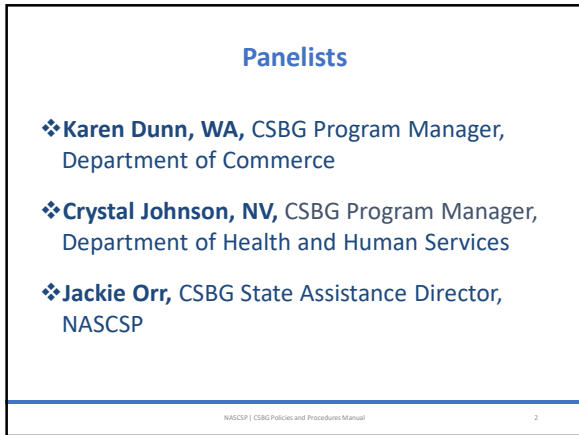 Panelists
❖Karen Dunn, WA, CSBG Program Manager,
Department of Commerce
❖Crystal Johnson, NV, CSBG Program Manager,
Department of Health and Human Services
❖Jackie Orr, CSBG State Assistance Director,
NASCSP
NASCSP | CSBG Policies and Procedures Manual 2